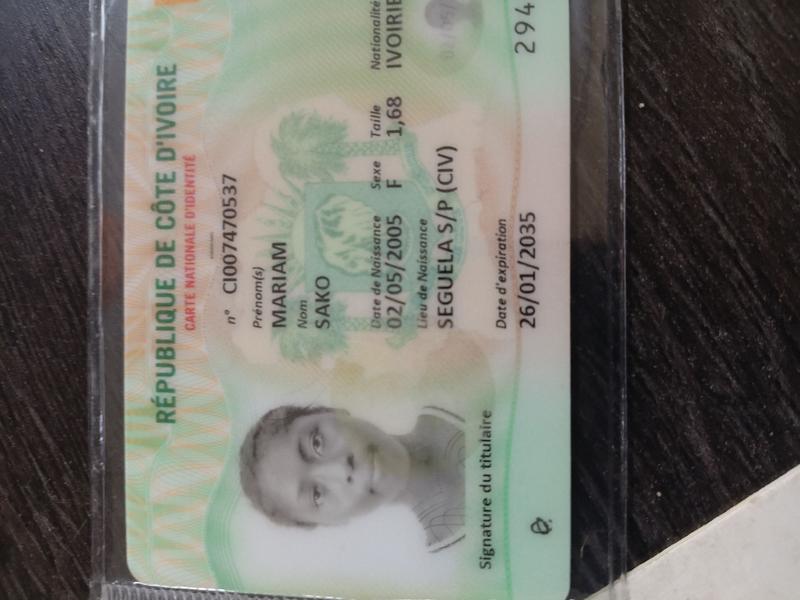 RÉPUBLIQUE DE CÔTE D'IVOIRE
CARTE NATIONALE D'IDENTITÉ
n° CI007470537
Prénom(s)
MARIAM
Nom
SAKO
Date de Naissance Sexe Taille Nationalité
02/05/2005 F 1,68 IVOIRIE
Lieu de Naissance
SEGUELA S/P (CIV)
Date d'expiration
26/01/2035
Signature du titulaire
294